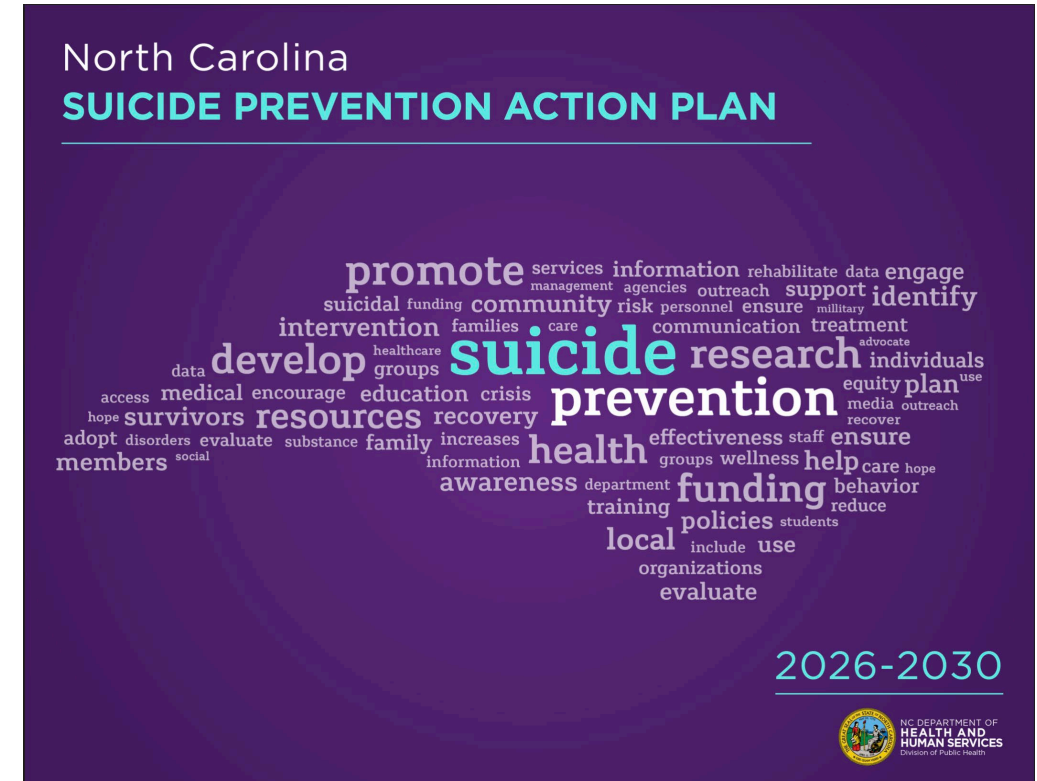 North Carolina
SUICIDE PREVENTION ACTION PLAN
promote services information rehabilitate data engage
management agencies outreach support identify
suicidal funding community risk personnel ensure millitary
intervention families care communication treatment
advocate
data develop healthcare groups suicide research individuals
access medical encourage education crisis prevention equity plan use
media outreach
hope survivors resources recovery recover
adopt disorders evaluate substance family increases health effectiveness staff ensure
members social information groups wellness help care hope
awareness department funding behavior
training reduce
policies students
local include use
organizations
evaluate
2026-2030
NC DEPARTMENT OF
HEALTH AND
HUMAN SERVICES
Division of Public Health